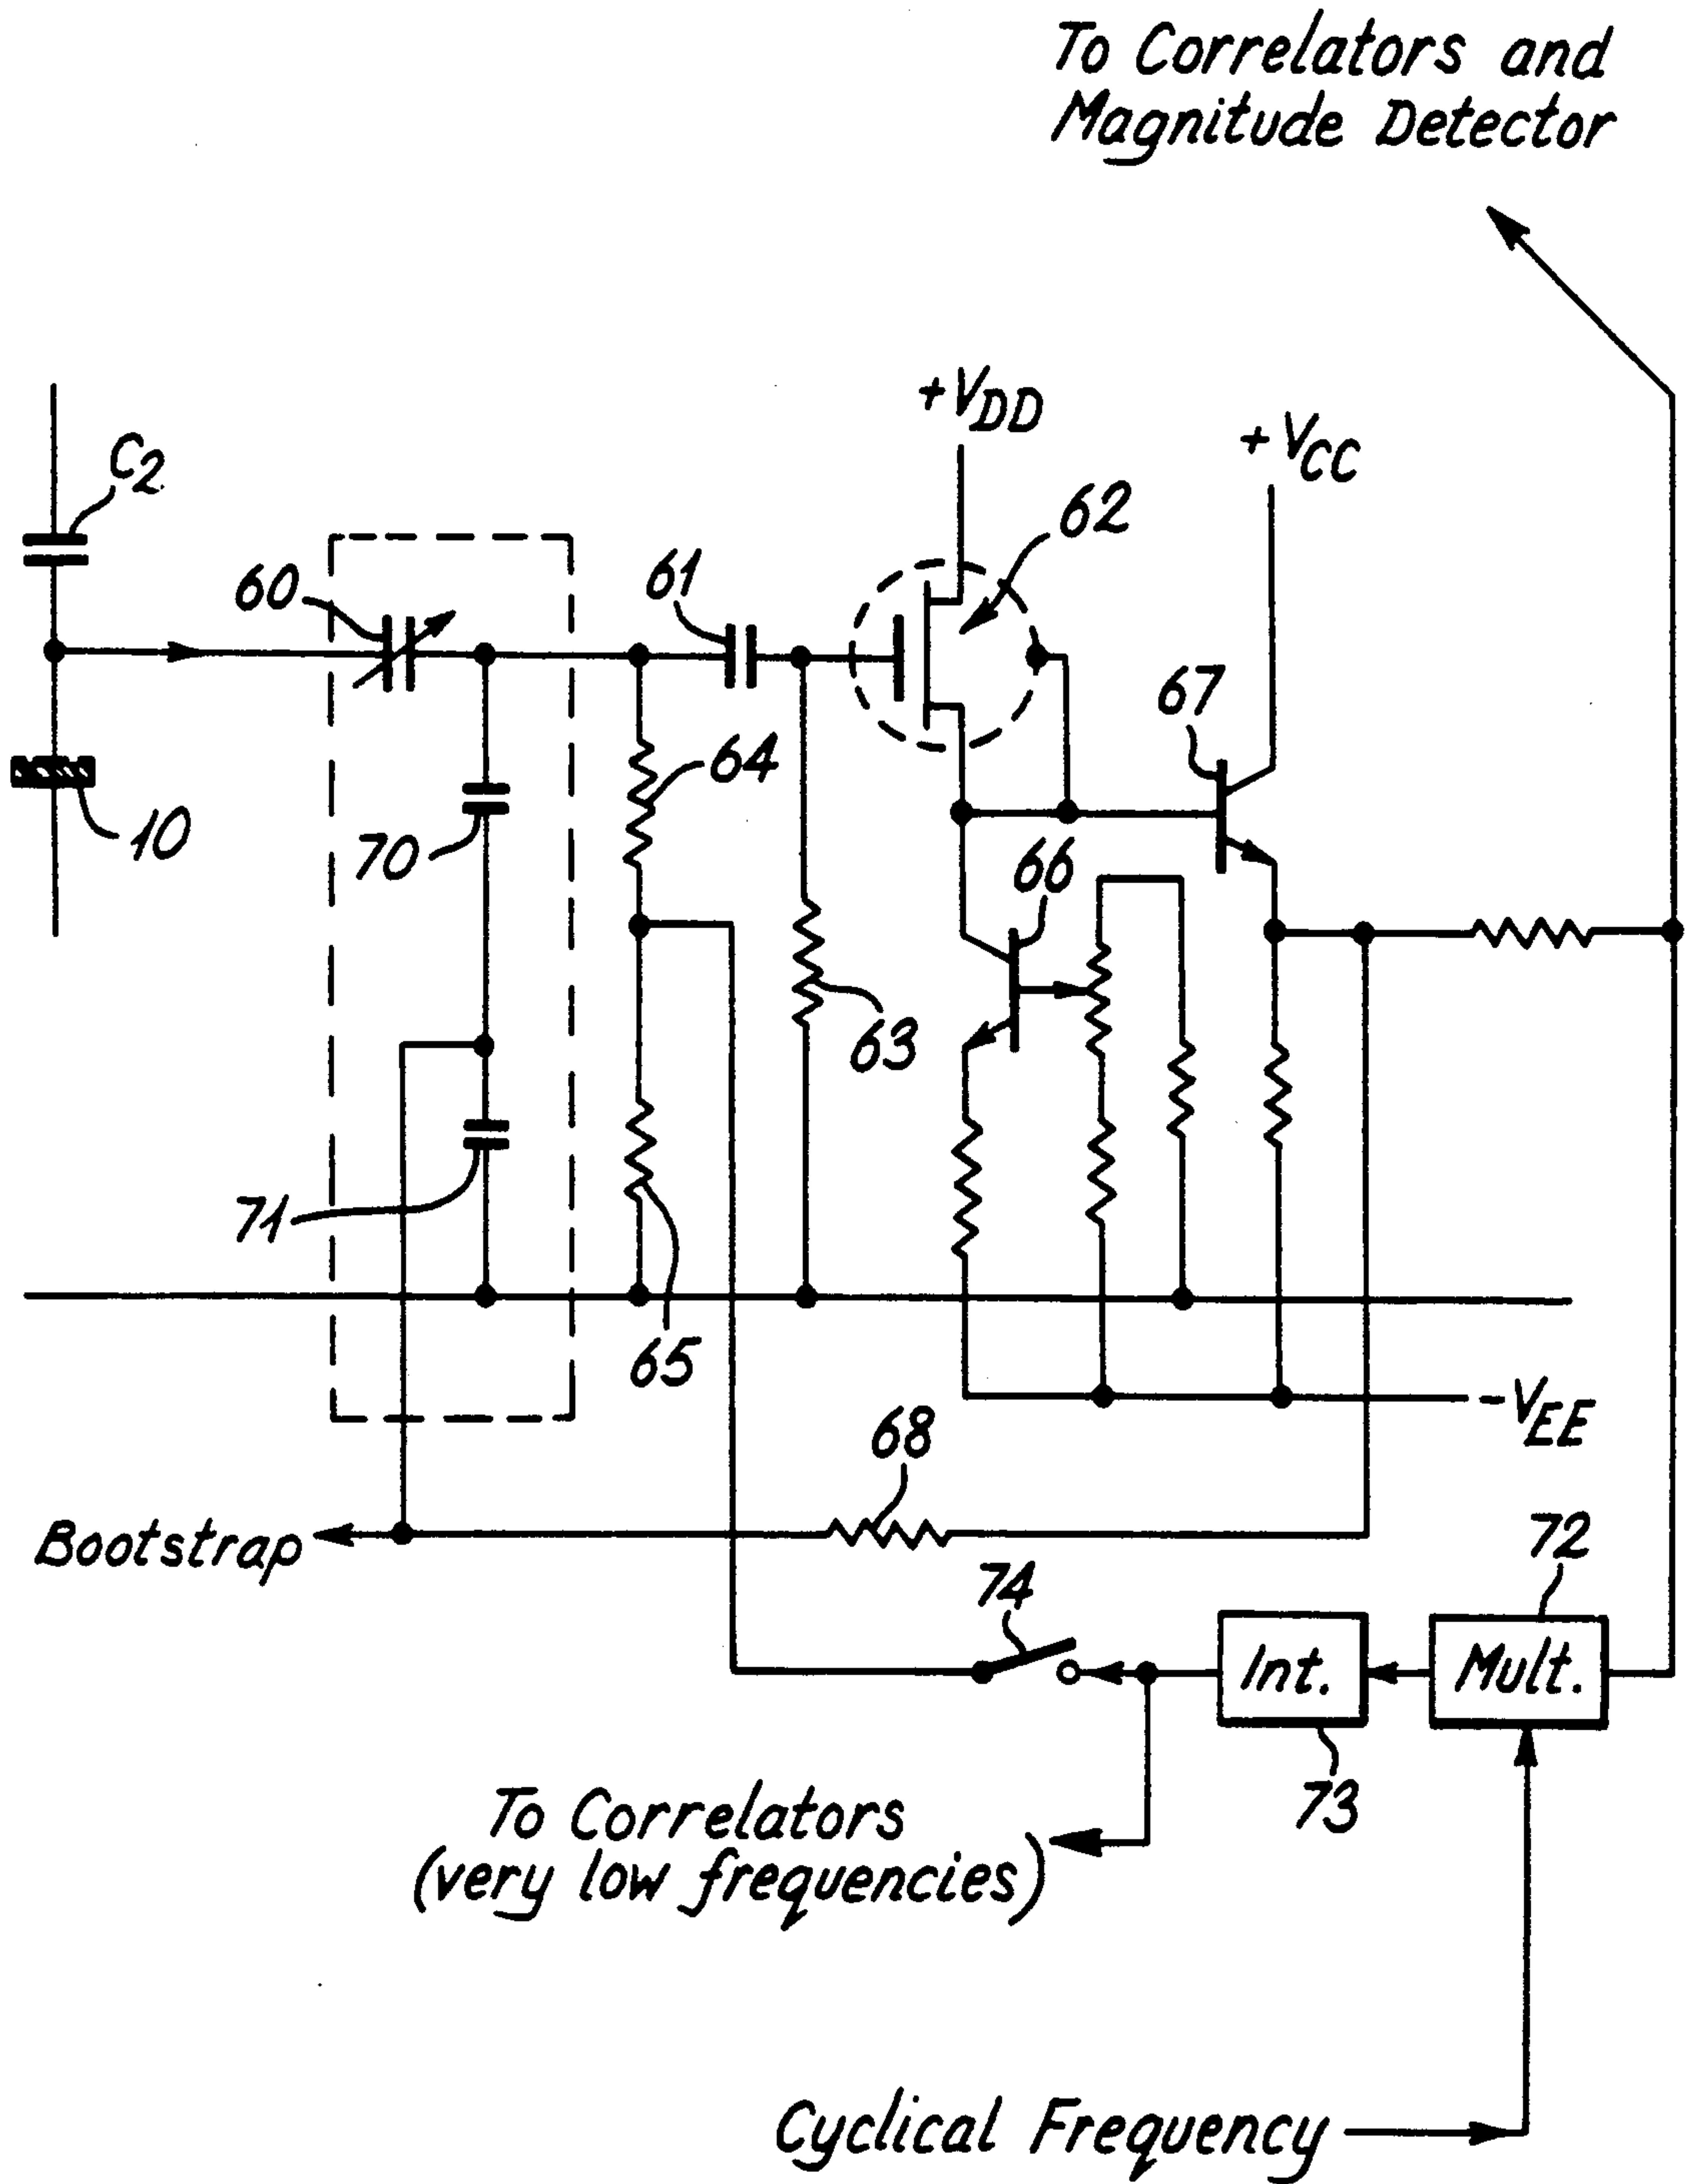 To Correlators and
Magnitude Detector
+VDD
+VCC
C2
62
60
61
67
64
10
70
66
63
71
65
-VEE
68
Bootstrap
72
74
Int.
Mult.
73
To Correlators
(very low frequencies)
Cyclical Frequency